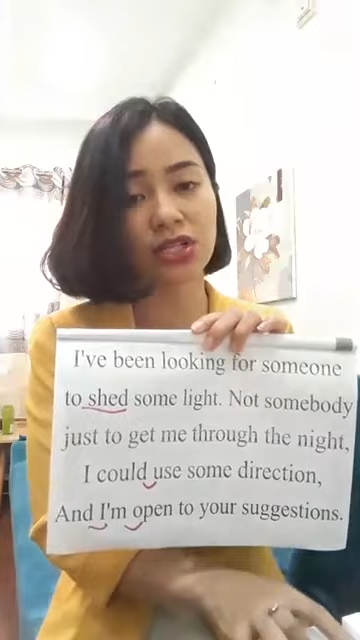 I've been looking for someone
to shed some light. Not somebody
just to get me through the night,
I could use some direction,
And I'm open to your suggestions.